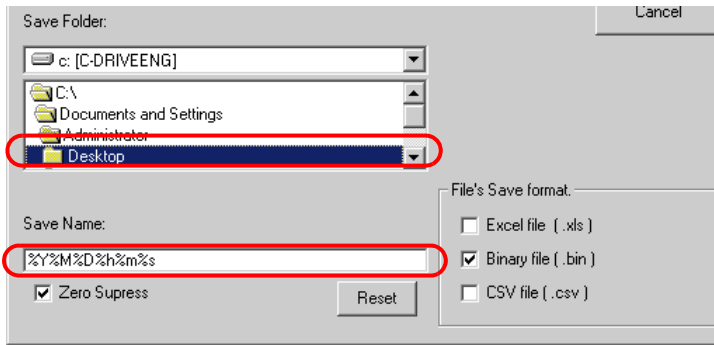 Save Folder:
Cancel
c: [C-DRIVEENG]
C:\
Documents and Settings
Administrator
Desktop
File's Save format.
Save Name:
Excel file ( .xls )
%Y%M%D%h%m%s
Binary file ( .bin )
Zero Supress
Reset
CSV file ( .csv )